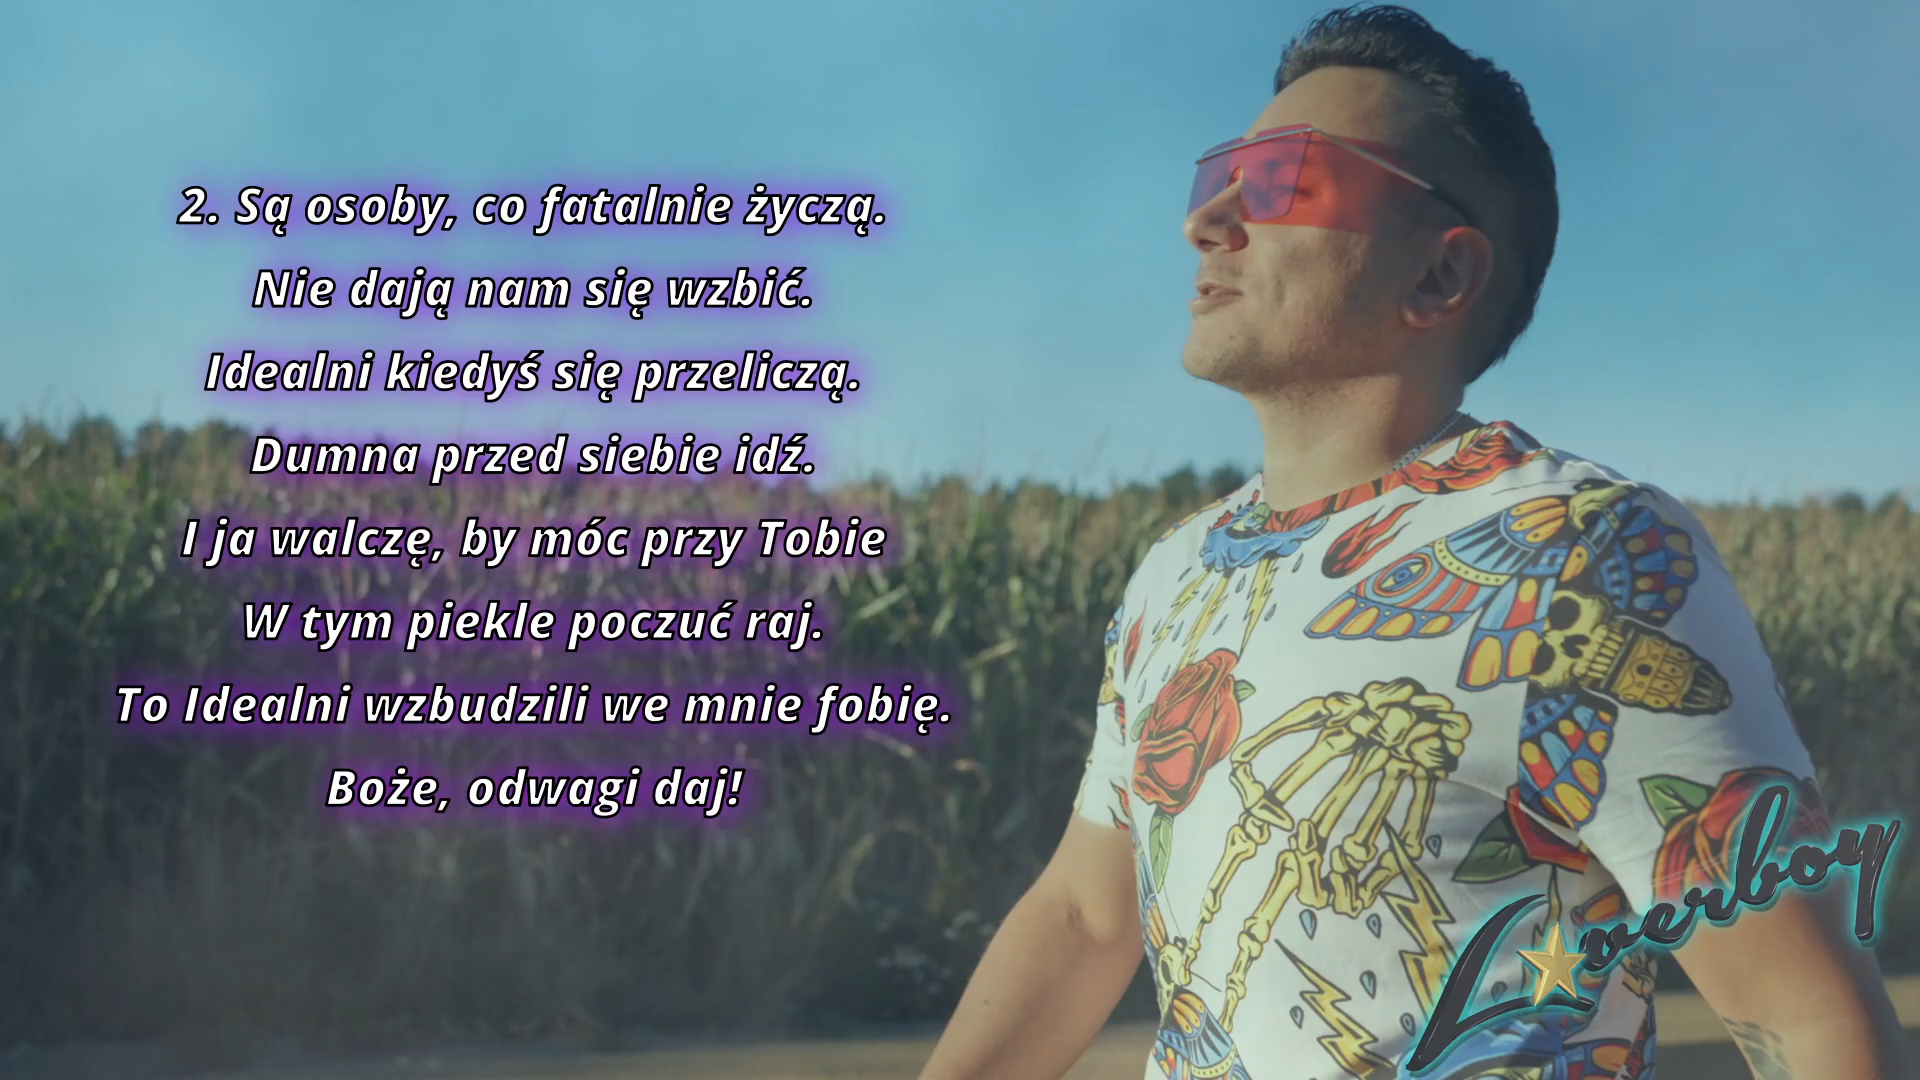 2. Są osoby, co fatalnie życzą.
Nie dają nam się wzbić.
Idealni kiedyś się przeliczą.
Dumna przed siebie idź.
I ja walczę, by móc przy Tobie
W tym piekle poczuć raj.
To Idealni wzbudzili we mnie fobię.
Boże, odwagi daj!
Loverboy